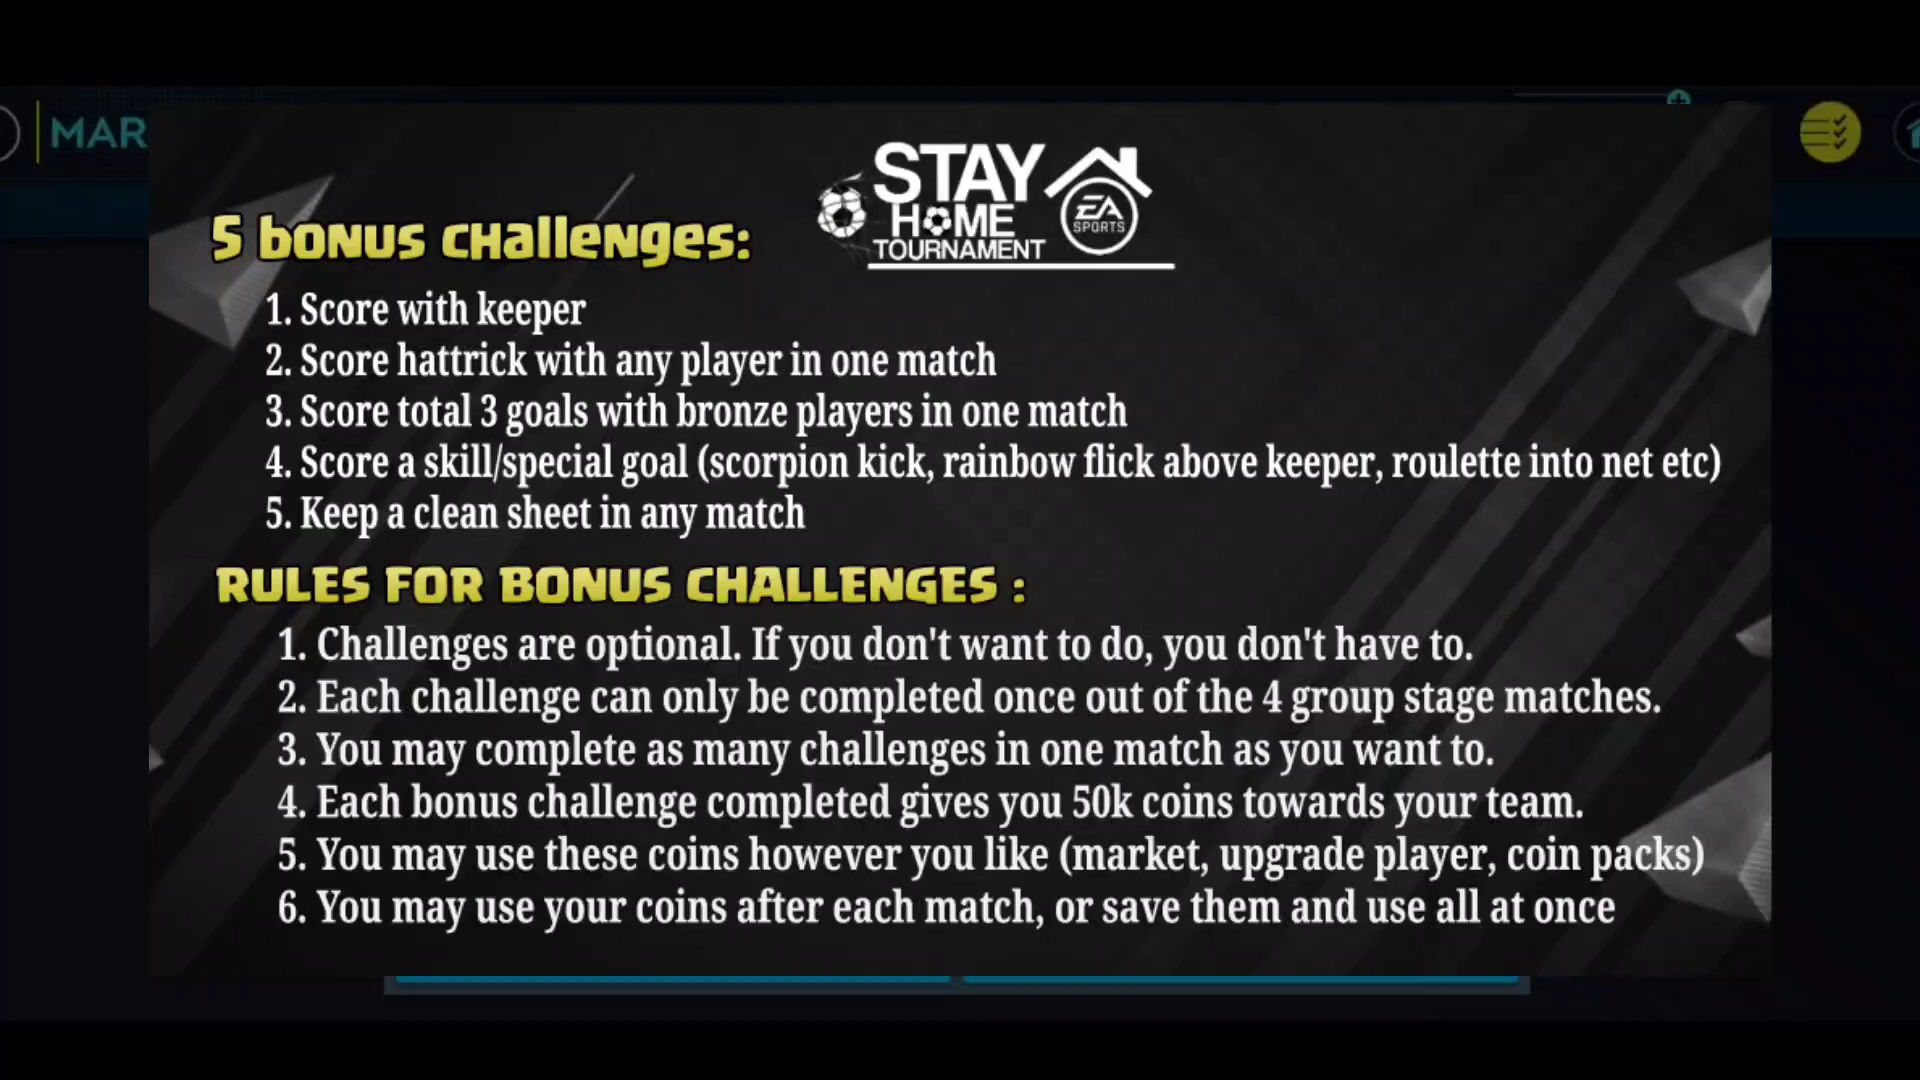 MAR
STAY
HOME
TOURNAMENT
EA
SPORTS
5 bonus challenges:
1. Score with keeper
2. Score hattrick with any player in one match
3. Score total 3 goals with bronze players in one match
4. Score a skill/special goal (scorpion kick, rainbow flick above keeper, roulette into net etc)
5. Keep a clean sheet in any match
RULES FOR BONUS CHALLENGES :
1. Challenges are optional. If you don't want to do, you don't have to.
2. Each challenge can only be completed once out of the 4 group stage matches.
3. You may complete as many challenges in one match as you want to.
4. Each bonus challenge completed gives you 50k coins towards your team.
5. You may use these coins however you like (market, upgrade player, coin packs)
6. You may use your coins after each match, or save them and use all at once